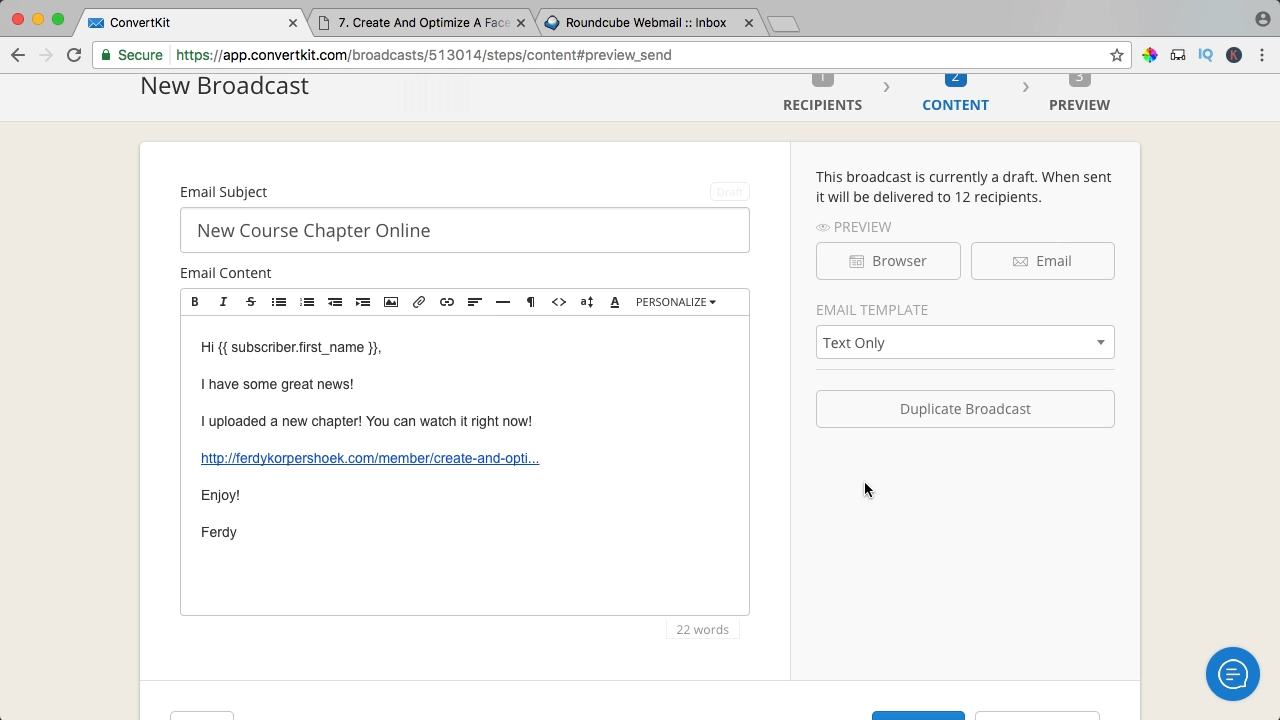 ConvertKit
7. Create And Optimize A Face
Roundcube Webmail :: Inbox
Secure https://app.convertkit.com/broadcasts/513014/steps/content#preview_send
New Broadcast
1 RECIPIENTS
2 CONTENT
3 PREVIEW
Email Subject
Draft
New Course Chapter Online
Email Content
PERSONALIZE
Hi {{ subscriber.first_name }},
I have some great news!
I uploaded a new chapter! You can watch it right now!
http://ferdykorpershoek.com/member/create-and-opti...
Enjoy!
Ferdy
22 words
This broadcast is currently a draft. When sent
it will be delivered to 12 recipients.
PREVIEW
Browser
Email
EMAIL TEMPLATE
Text Only
Duplicate Broadcast